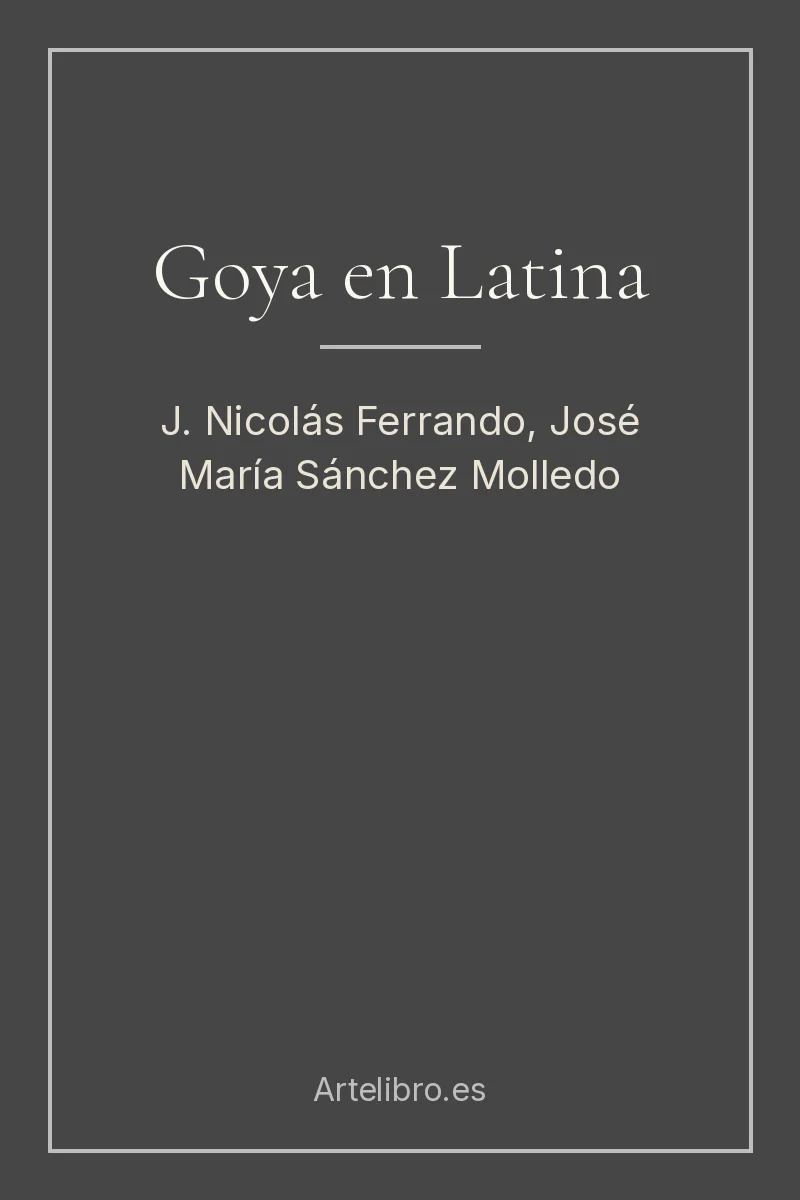 Goya en Latina
J. Nicolás Ferrando, José
María Sánchez Molledo
Artelibro.es